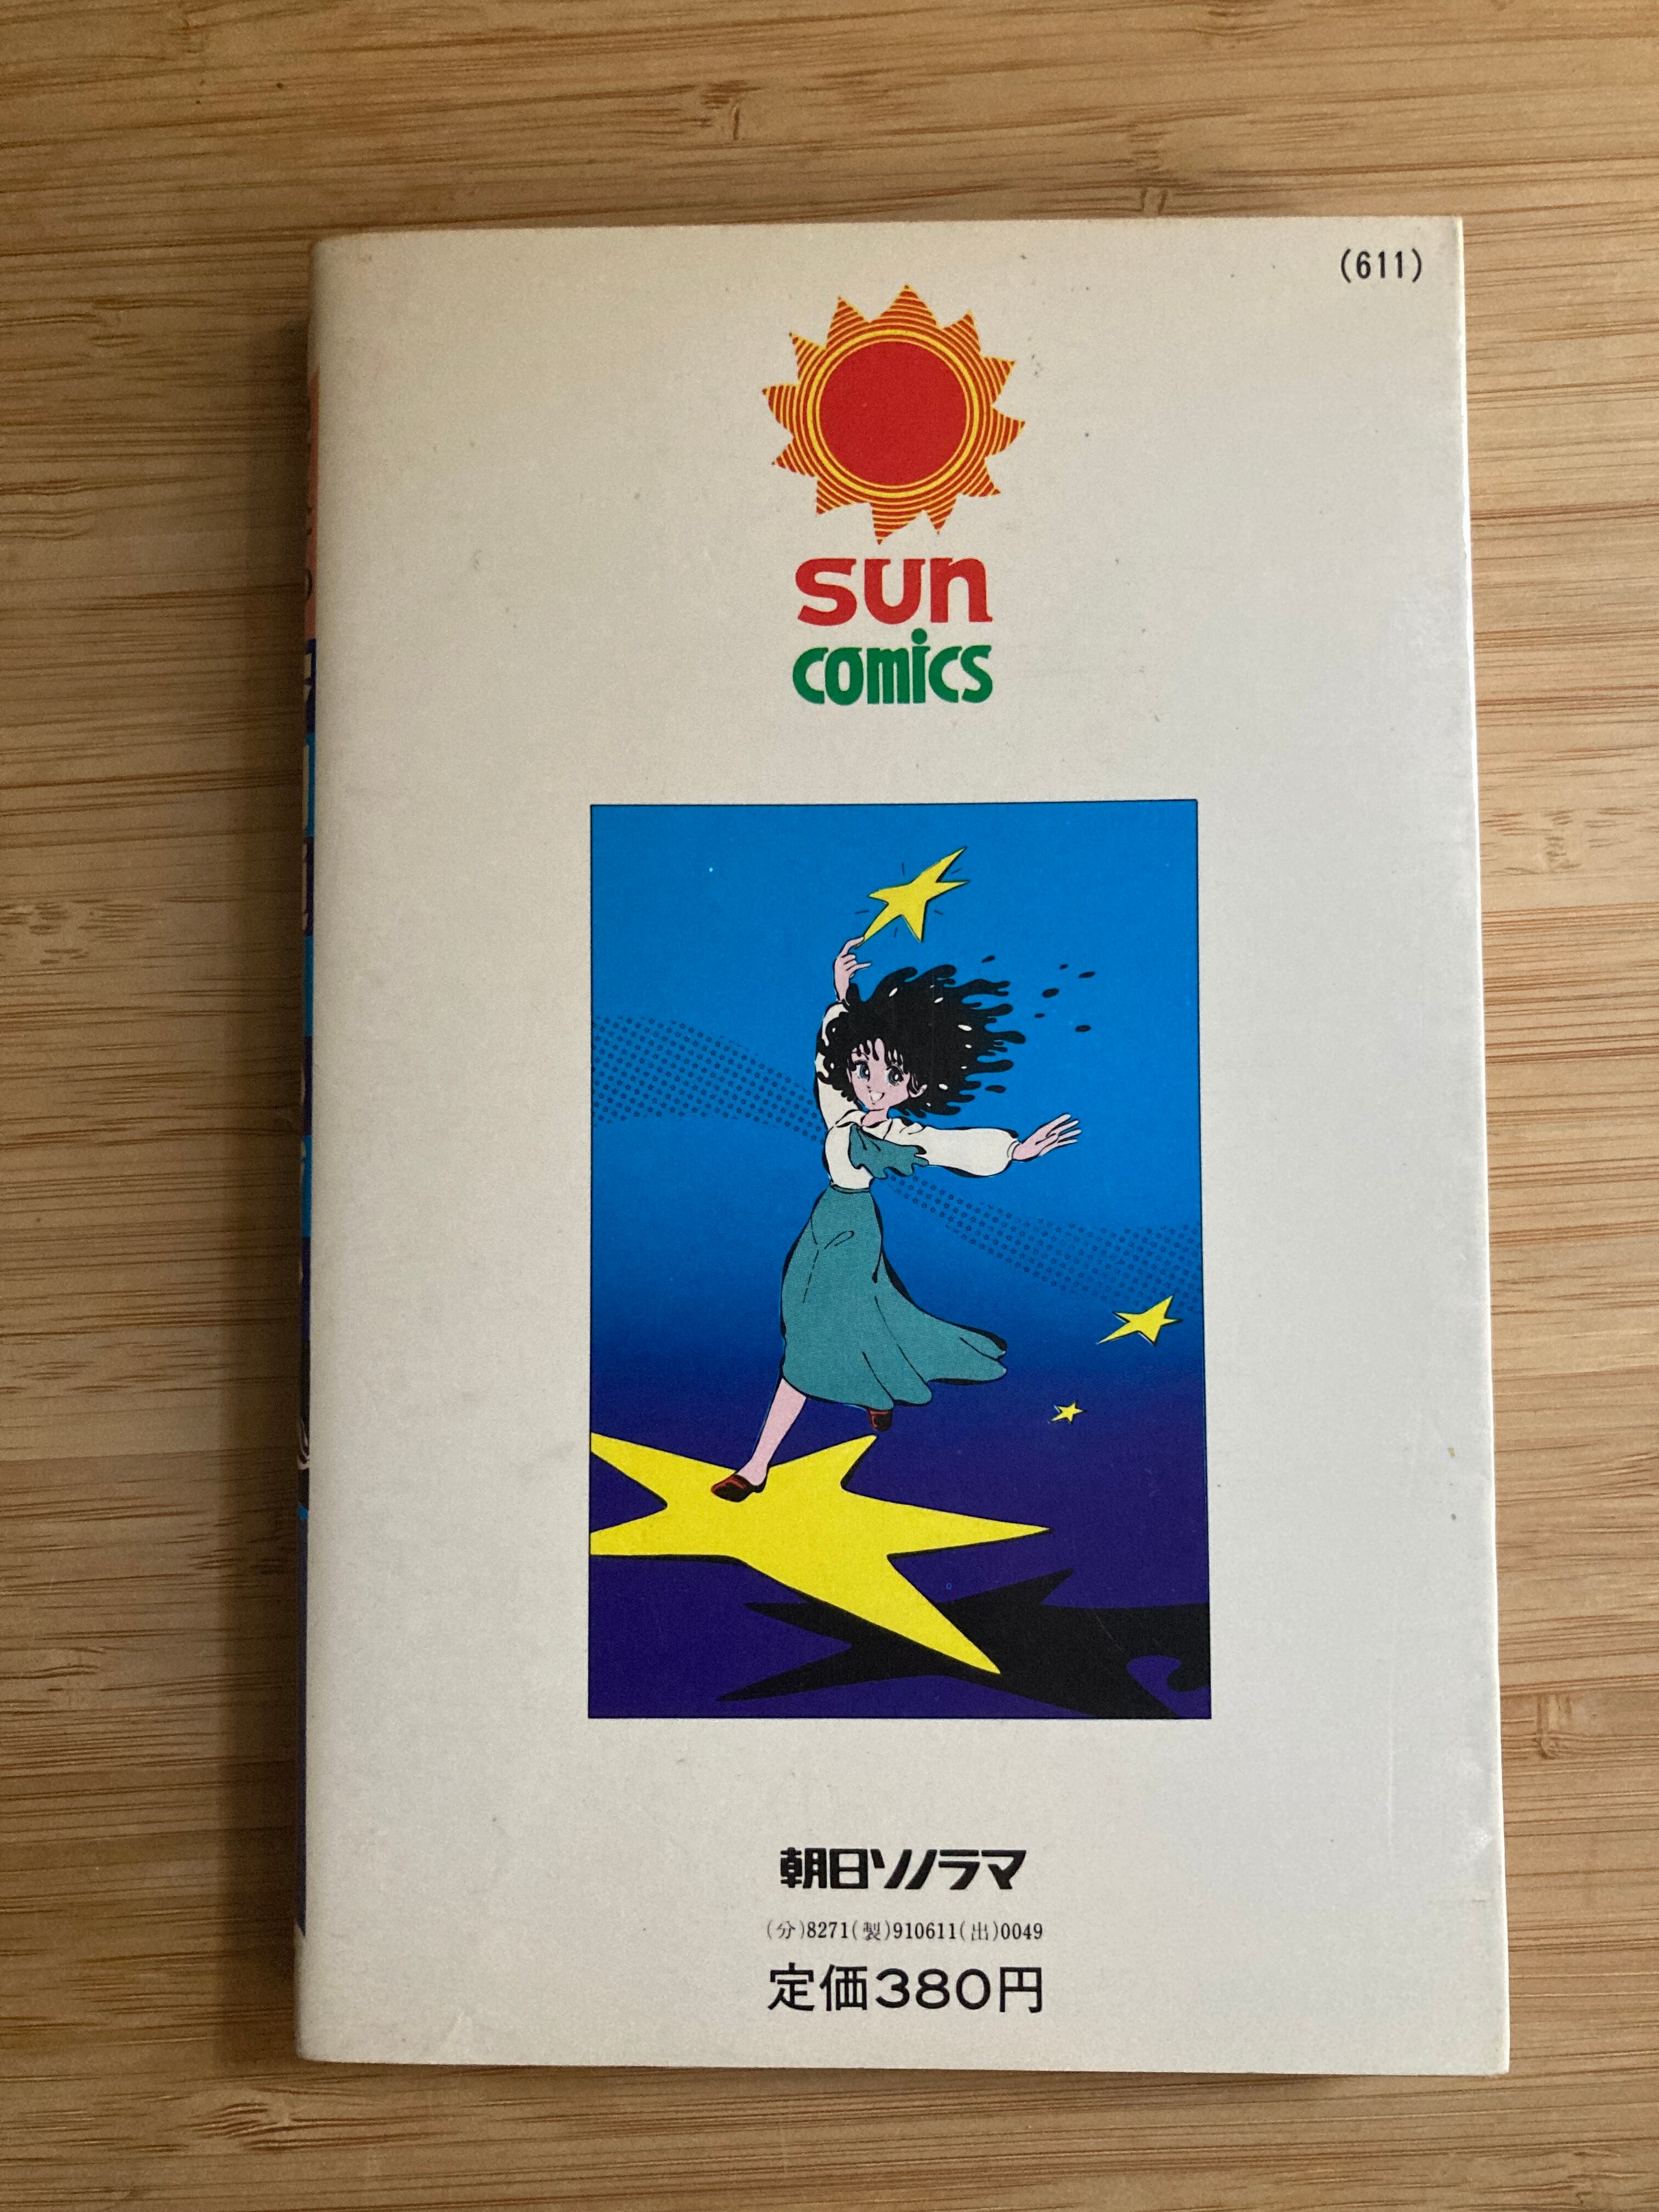 (611)
sun
comics
朝日ソノラマ
(分)8271(製)910611(出)0049
定価380円